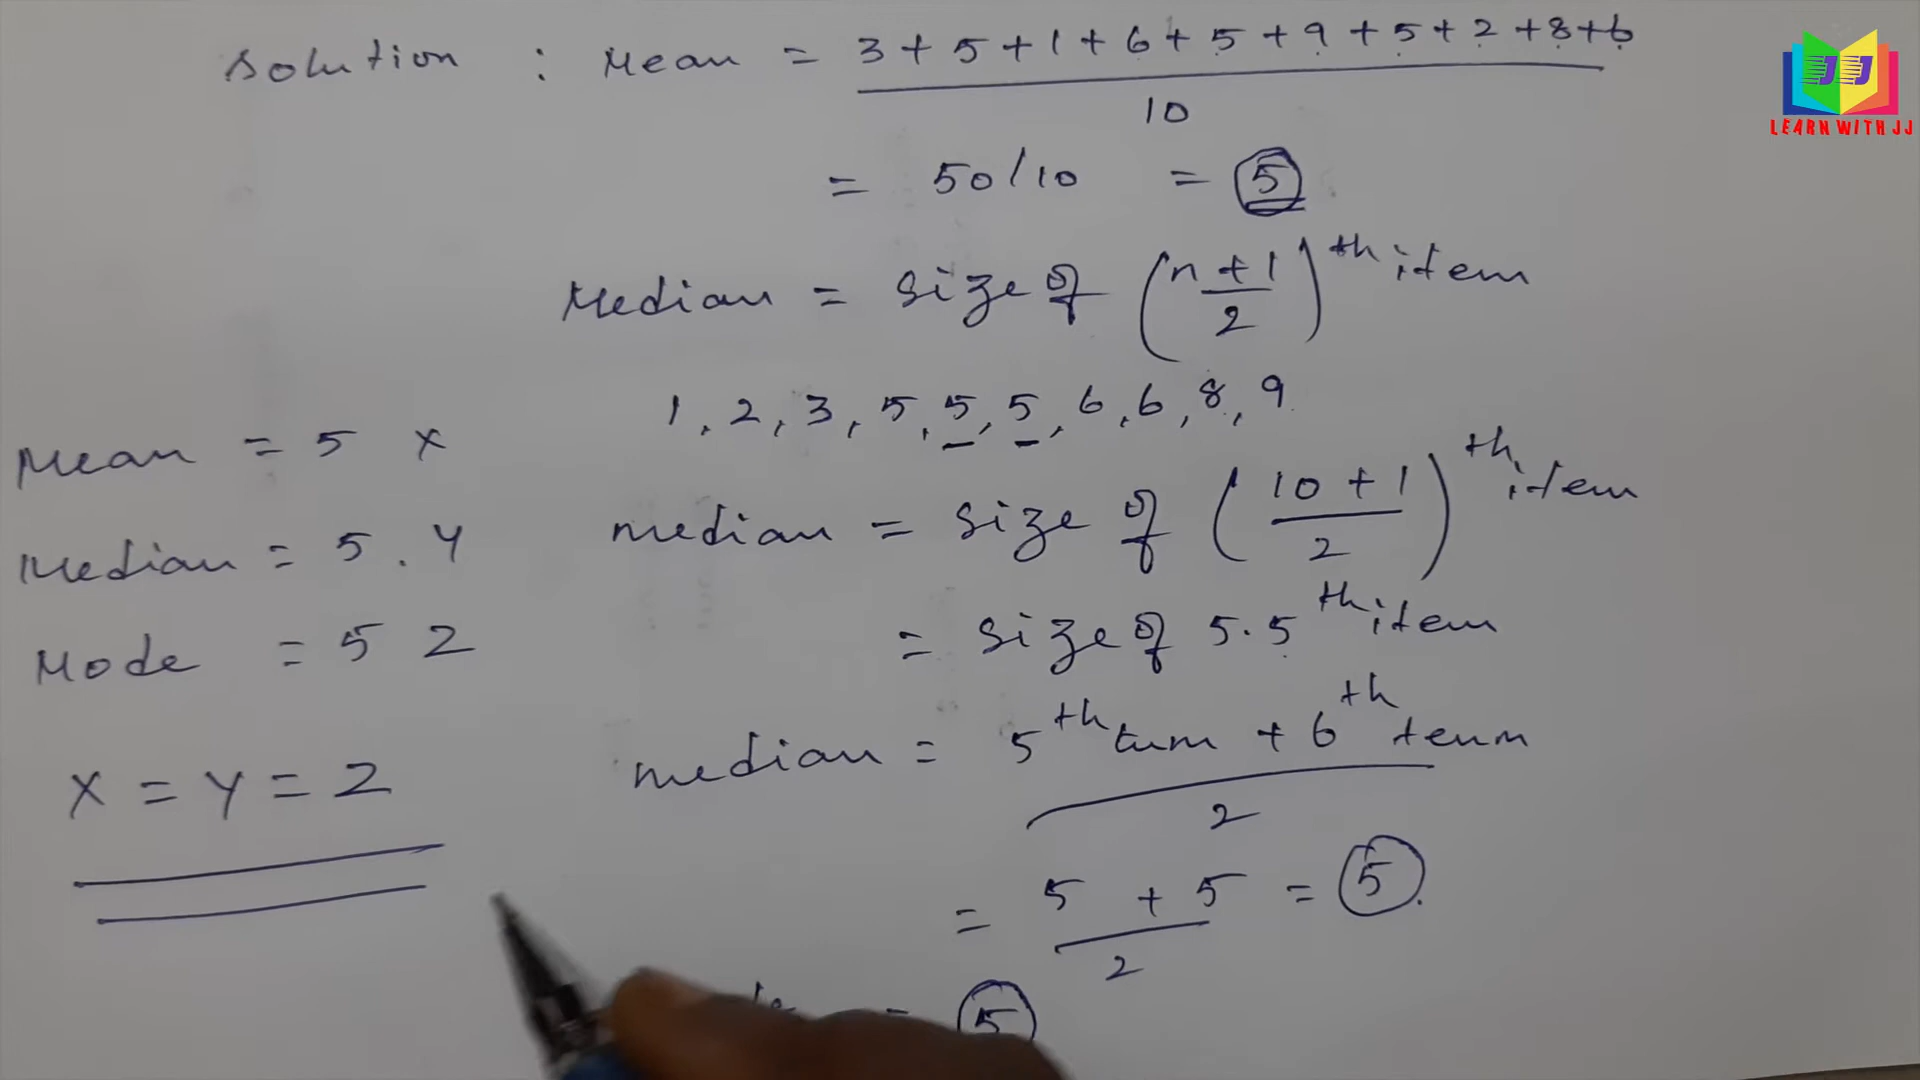 Solution : Mean = 3+5+1+6+5+9+5+2+8+6
10
= 50/10 = 5
Median = Size of (n+1 / 2)th item
1, 2, 3, 5, 5, 5, 6, 6, 8, 9
median = Size of (10+1 / 2)th item
= Size of 5.5th item
median = 5th term + 6th term
2
= 5 + 5 = 5
2
= 5
Mean = 5 X
Median = 5. Y
Mode = 5 Z
X = Y = Z
JJ
LEARN WITH JJ